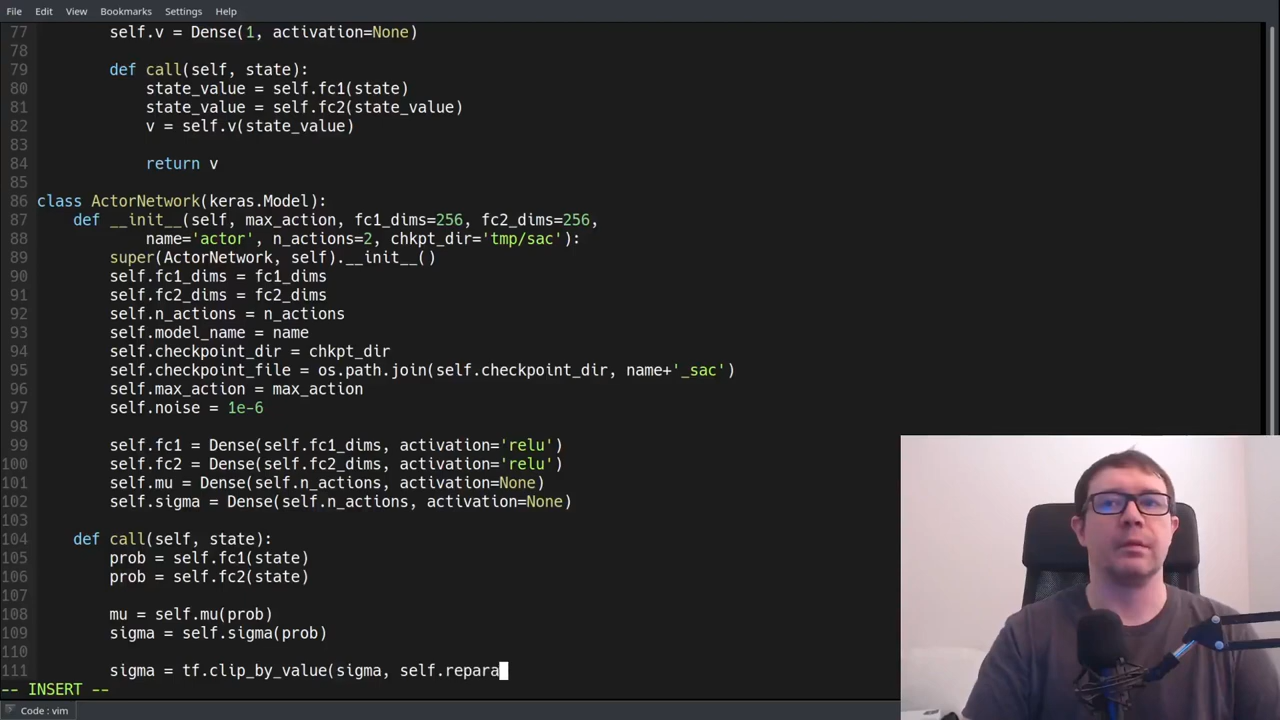 File Edit View Bookmarks Settings Help
77 self.v = Dense(1, activation=None)
78
79 def call(self, state):
80 state_value = self.fc1(state)
81 state_value = self.fc2(state_value)
82 v = self.v(state_value)
83
84 return v
85
86 class ActorNetwork(keras.Model):
87 def __init__(self, max_action, fc1_dims=256, fc2_dims=256,
88 name='actor', n_actions=2, chkpt_dir='tmp/sac'):
89 super(ActorNetwork, self).__init__()
90 self.fc1_dims = fc1_dims
91 self.fc2_dims = fc2_dims
92 self.n_actions = n_actions
93 self.model_name = name
94 self.checkpoint_dir = chkpt_dir
95 self.checkpoint_file = os.path.join(self.checkpoint_dir, name+'_sac')
96 self.max_action = max_action
97 self.noise = 1e-6
98
99 self.fc1 = Dense(self.fc1_dims, activation='relu')
100 self.fc2 = Dense(self.fc2_dims, activation='relu')
101 self.mu = Dense(self.n_actions, activation=None)
102 self.sigma = Dense(self.n_actions, activation=None)
103
104 def call(self, state):
105 prob = self.fc1(state)
106 prob = self.fc2(state)
107
108 mu = self.mu(prob)
109 sigma = self.sigma(prob)
110
111 sigma = tf.clip_by_value(sigma, self.repara
-- INSERT --
Code : vim